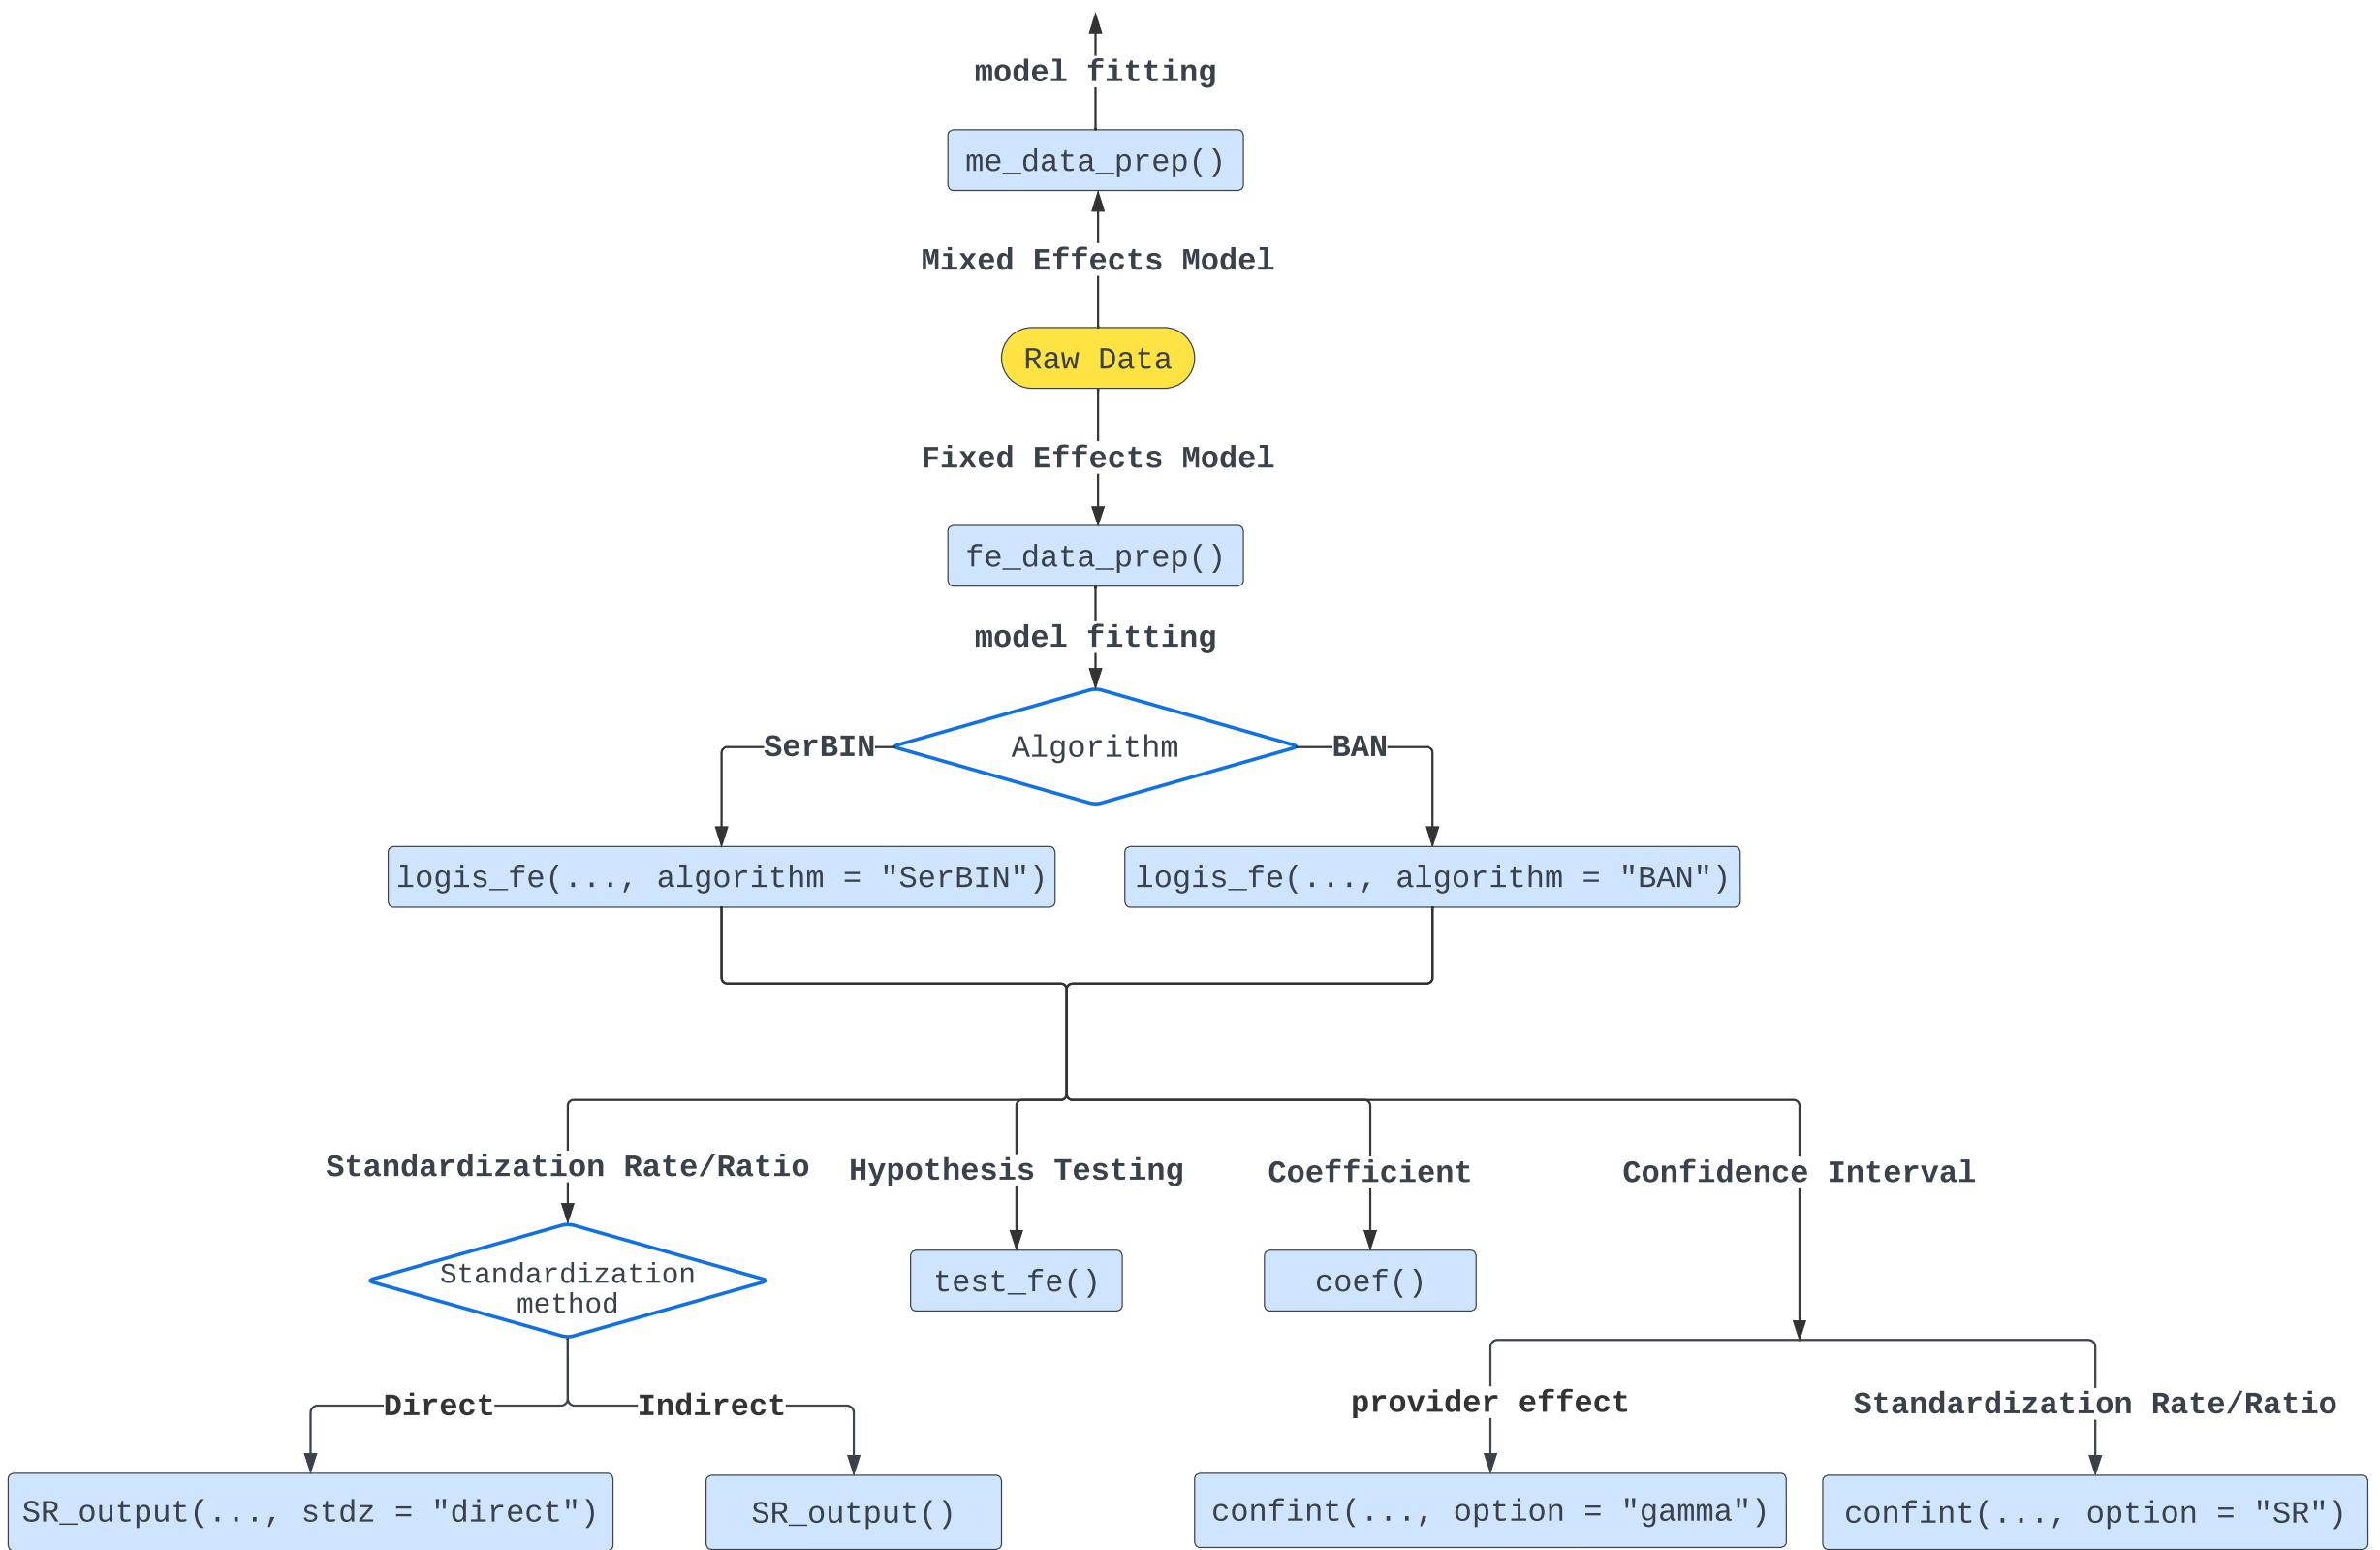 model fitting
me_data_prep()
Mixed Effects Model
Raw Data
Fixed Effects Model
fe_data_prep()
model fitting
SerBIN
Algorithm
BAN
logis_fe(..., algorithm = "SerBIN")
logis_fe(..., algorithm = "BAN")
Standardization Rate/Ratio
Hypothesis Testing
Coefficient
Confidence Interval
Standardization
method
test_fe()
coef()
Direct
Indirect
provider effect
Standardization Rate/Ratio
SR_output(..., stdz = "direct")
SR_output()
confint(..., option = "gamma")
confint(..., option = "SR")